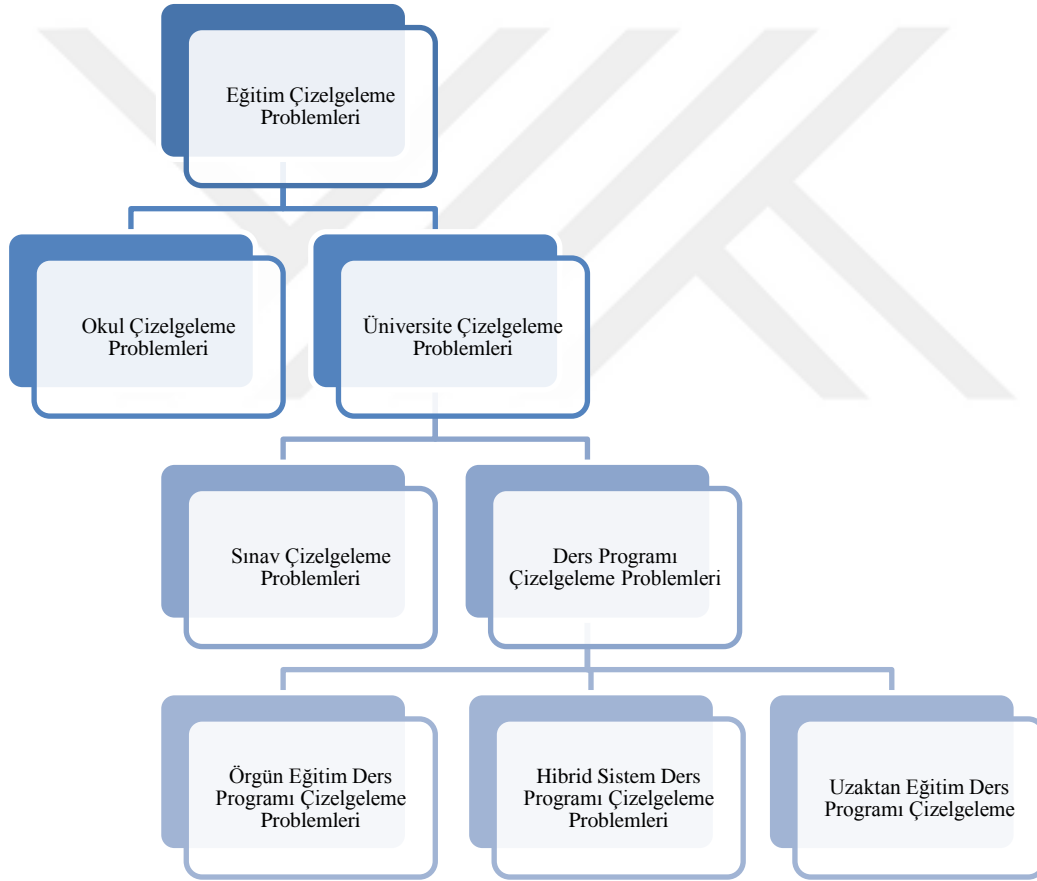 Eğitim Çizelgeleme
Problemleri
Okul Çizelgeleme
Problemleri
Üniversite Çizelgeleme
Problemleri
Sınav Çizelgeleme
Problemleri
Ders Programı
Çizelgeleme Problemleri
Örgün Eğitim Ders
Programı Çizelgeleme
Problemleri
Hibrid Sistem Ders
Programı Çizelgeleme
Problemleri
Uzaktan Eğitim Ders
Programı Çizelgeleme